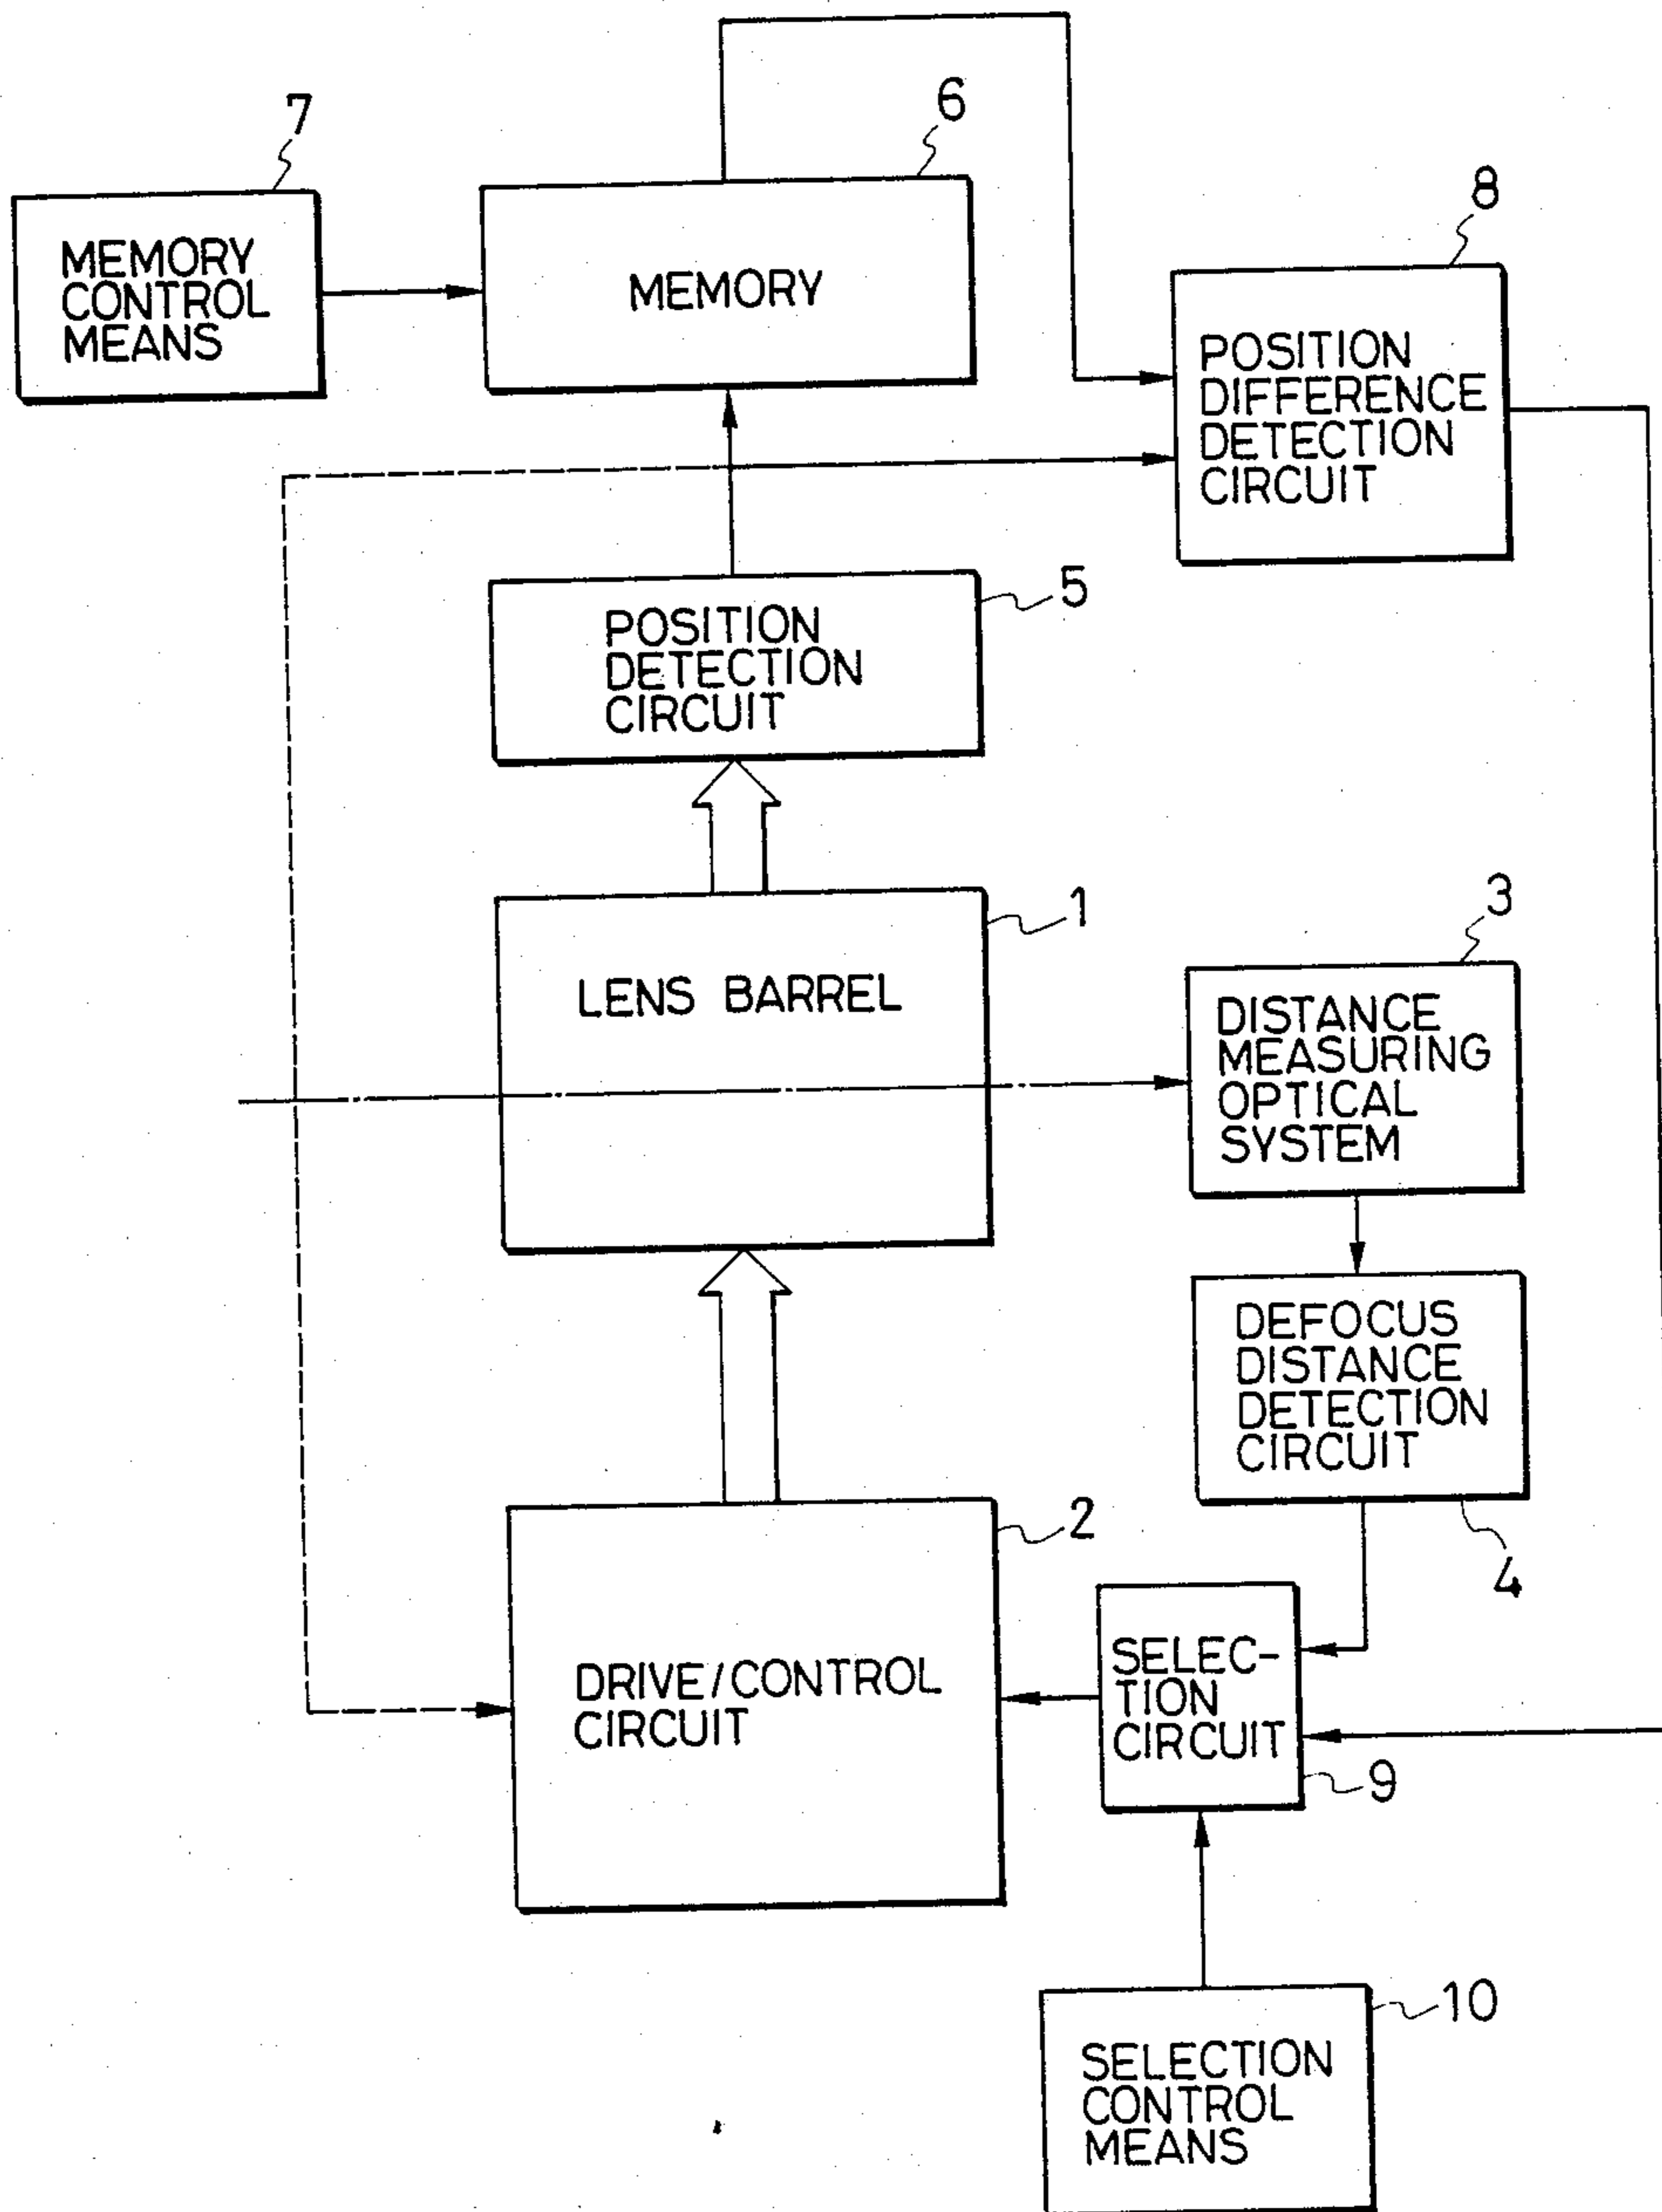 7
6
8
MEMORY
CONTROL
MEANS
MEMORY
POSITION
DIFFERENCE
DETECTION
CIRCUIT
5
POSITION
DETECTION
CIRCUIT
1
3
LENS BARREL
DISTANCE
MEASURING
OPTICAL
SYSTEM
DEFOCUS
DISTANCE
DETECTION
CIRCUIT
2
4
DRIVE/CONTROL
CIRCUIT
SELEC-
TION
CIRCUIT
9
10
SELECTION
CONTROL
MEANS